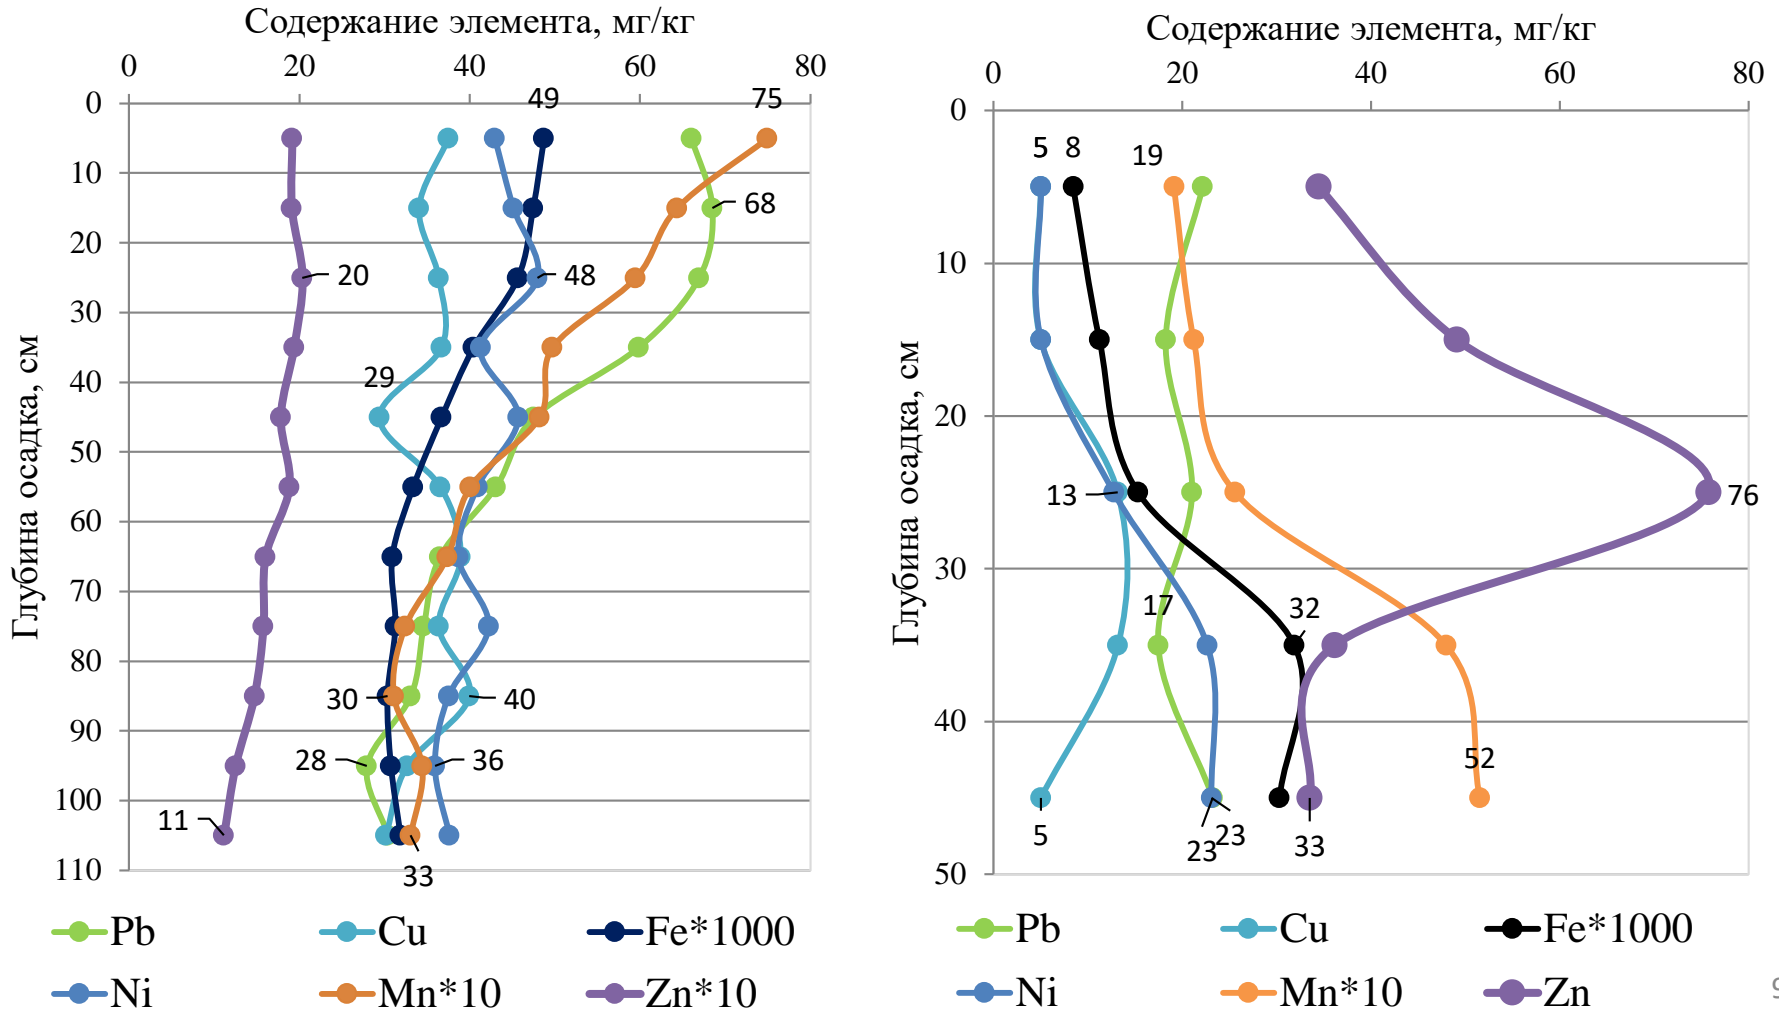 Содержание элемента, мг/кг
0 20 40 60 80
49 75
0
10
68
20
20 48
30
29
40
50
60
70
80
30 40
90
28 36
100
11
110
33
Глубина осадка, см
Pb Cu Fe*1000
Ni Mn*10 Zn*10
Содержание элемента, мг/кг
0 20 40 60 80
0
5 8 19
10
20
13 76
30
17 32
40
52
5 23 23 33
50
Глубина осадка, см
Pb Cu Fe*1000
Ni Mn*10 Zn